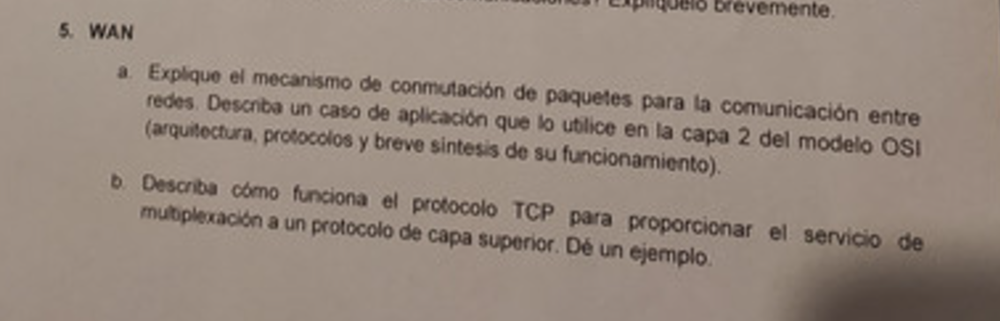 Explíquelo brevemente.
5. WAN
a. Explique el mecanismo de conmutación de paquetes para la comunicación entre
redes. Describa un caso de aplicación que lo utilice en la capa 2 del modelo OSI
(arquitectura, protocolos y breve síntesis de su funcionamiento).
b. Describa cómo funciona el protocolo TCP para proporcionar el servicio de
multiplexación a un protocolo de capa superior. Dé un ejemplo.